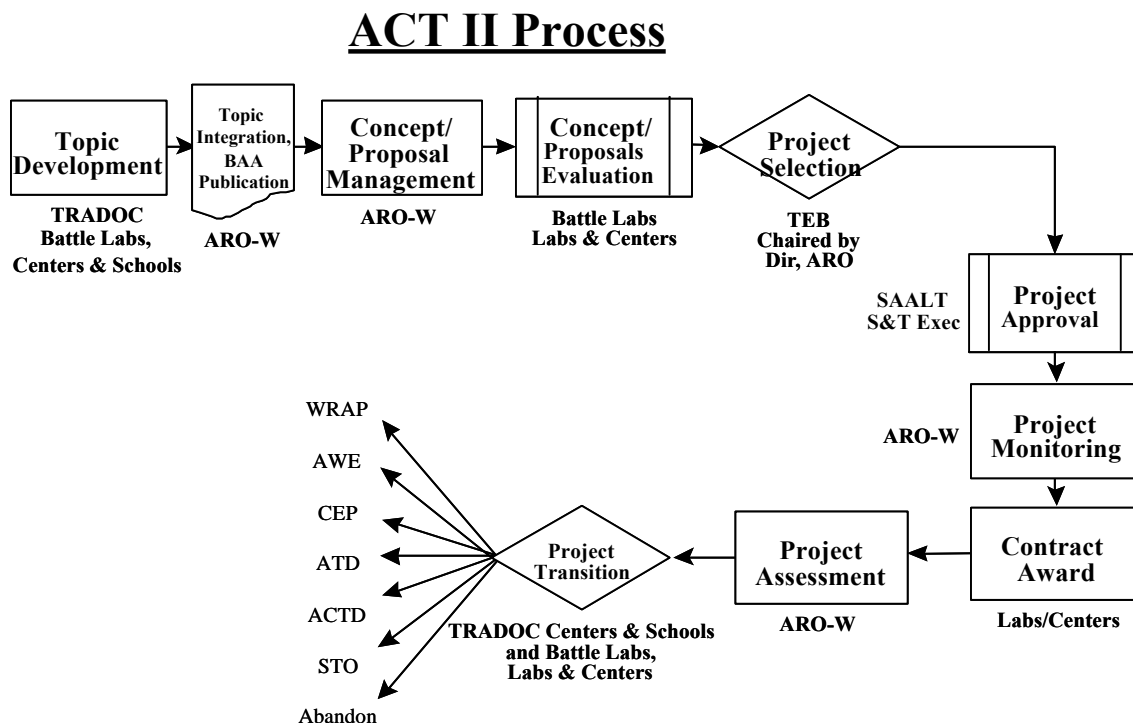 ACT II Process
Topic
Development
TRADOC
Battle Labs,
Centers & Schools
Topic
Integration,
BAA
Publication
ARO-W
Concept/
Proposal
Management
ARO-W
Concept/
Proposals
Evaluation
Battle Labs
Labs & Centers
Project
Selection
TEB
Chaired by
Dir, ARO
SAALT
S&T Exec
Project
Approval
ARO-W
Project
Monitoring
Contract
Award
Labs/Centers
Project
Assessment
ARO-W
Project
Transition
TRADOC Centers & Schools
and Battle Labs,
Labs & Centers
WRAP
AWE
CEP
ATD
ACTD
STO
Abandon